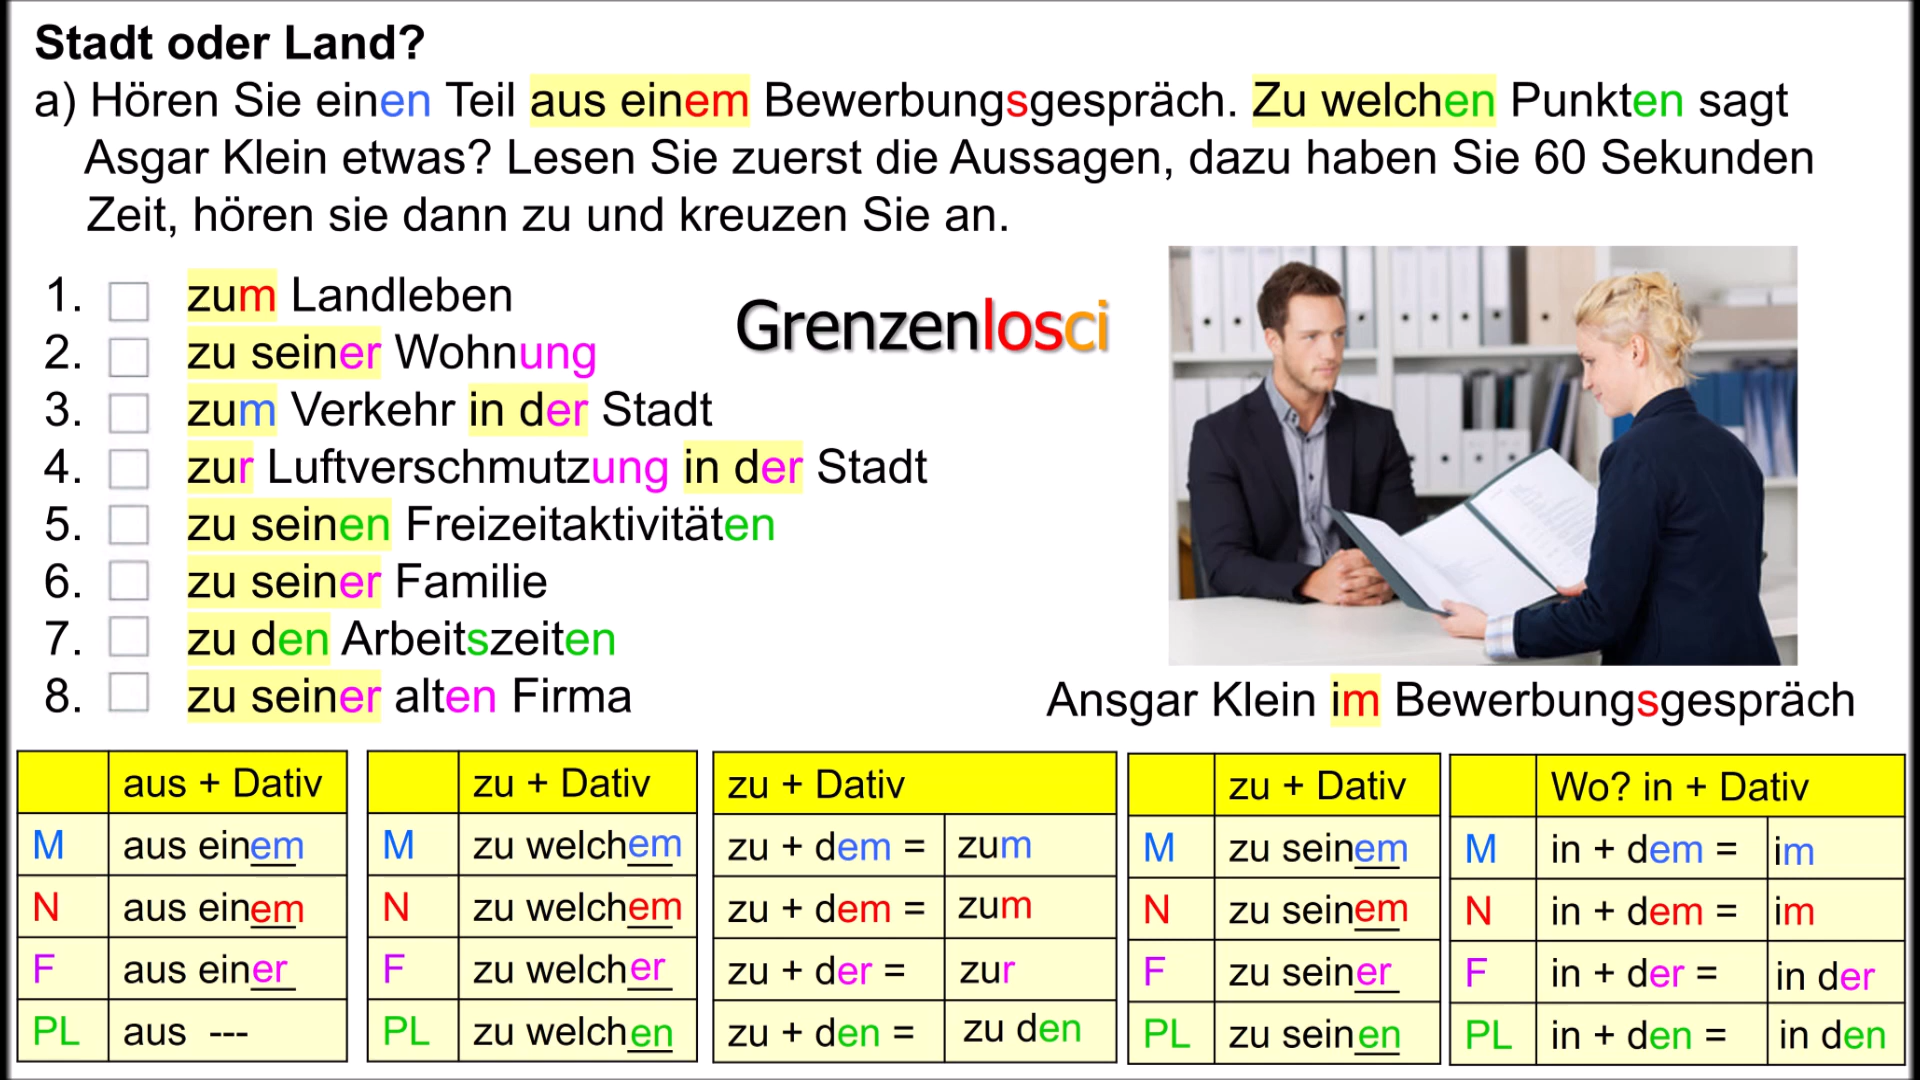 Stadt oder Land?
a) Hören Sie einen Teil aus einem Bewerbungsgespräch. Zu welchen Punkten sagt
Asgar Klein etwas? Lesen Sie zuerst die Aussagen, dazu haben Sie 60 Sekunden
Zeit, hören sie dann zu und kreuzen Sie an.
1. zum Landleben
2. zu seiner Wohnung
3. zum Verkehr in der Stadt
4. zur Luftverschmutzung in der Stadt
5. zu seinen Freizeitaktivitäten
6. zu seiner Familie
7. zu den Arbeitszeiten
8. zu seiner alten Firma
Grenzenlosci
Ansgar Klein im Bewerbungsgespräch
aus + Dativ
M aus einem
N aus einem
F aus einer
PL aus ---
zu + Dativ
M zu welchem
N zu welchem
F zu welcher
PL zu welchen
zu + Dativ
zu + dem = zum
zu + dem = zum
zu + der = zur
zu + den = zu den
zu + Dativ
M zu seinem
N zu seinem
F zu seiner
PL zu seinen
Wo? in + Dativ
M in + dem = im
N in + dem = im
F in + der = in der
PL in + den = in den